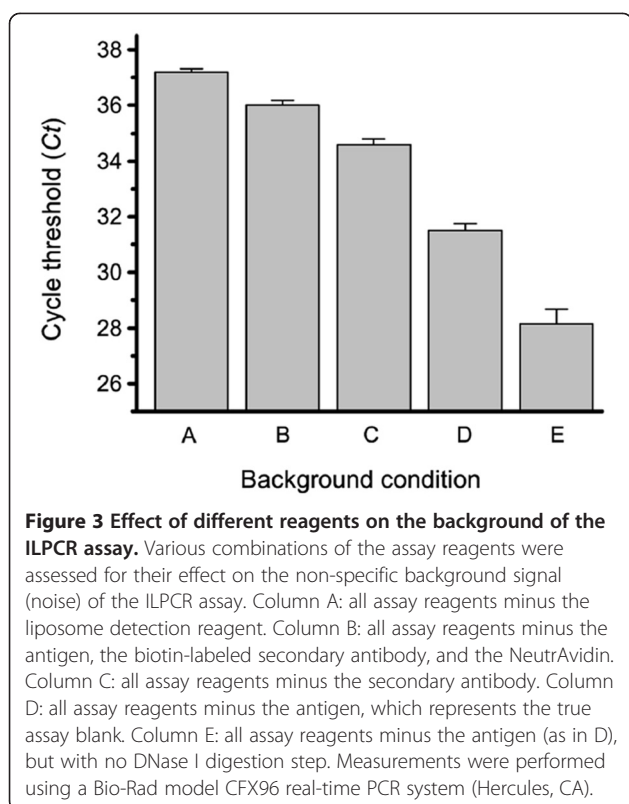 38
36
34
32
30
28
26
Cycle threshold (Ct)
A B C D E
Background condition
Figure 3 Effect of different reagents on the background of the
ILPCR assay. Various combinations of the assay reagents were
assessed for their effect on the non-specific background signal
(noise) of the ILPCR assay. Column A: all assay reagents minus the
liposome detection reagent. Column B: all assay reagents minus the
antigen, the biotin-labeled secondary antibody, and the NeutrAvidin.
Column C: all assay reagents minus the secondary antibody. Column
D: all assay reagents minus the antigen, which represents the true
assay blank. Column E: all assay reagents minus the antigen (as in D),
but with no DNase I digestion step. Measurements were performed
using a Bio-Rad model CFX96 real-time PCR system (Hercules, CA).